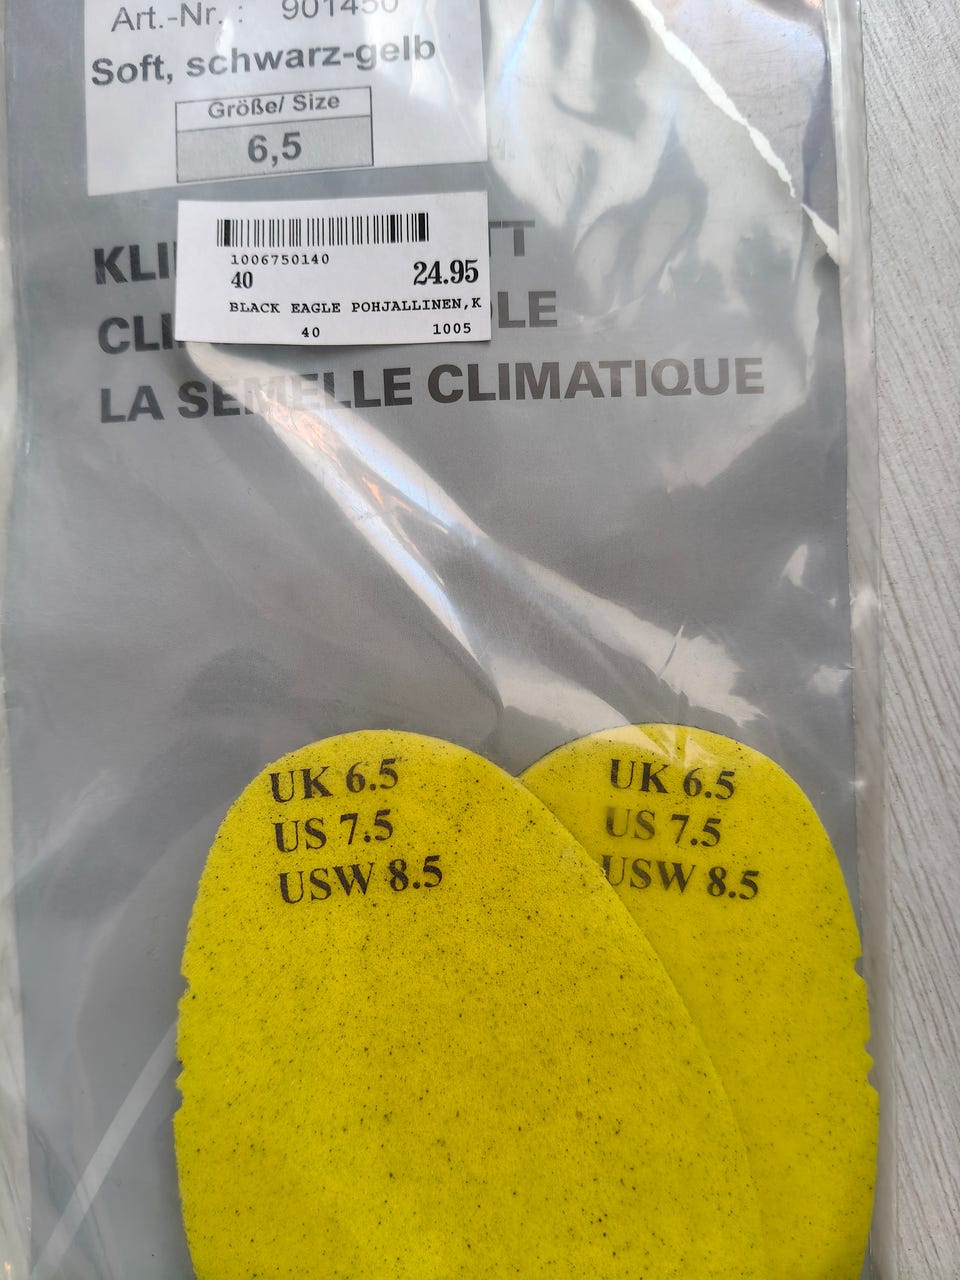 Art.-Nr. : 901450
Soft, schwarz-gelb
Größe/ Size
6,5
1006750140
40 24.95
BLACK EAGLE POHJALLINEN,K
40 1005
LA SEMELLE CLIMATIQUE
UK 6.5
US 7.5
USW 8.5
UK 6.5
US 7.5
USW 8.5